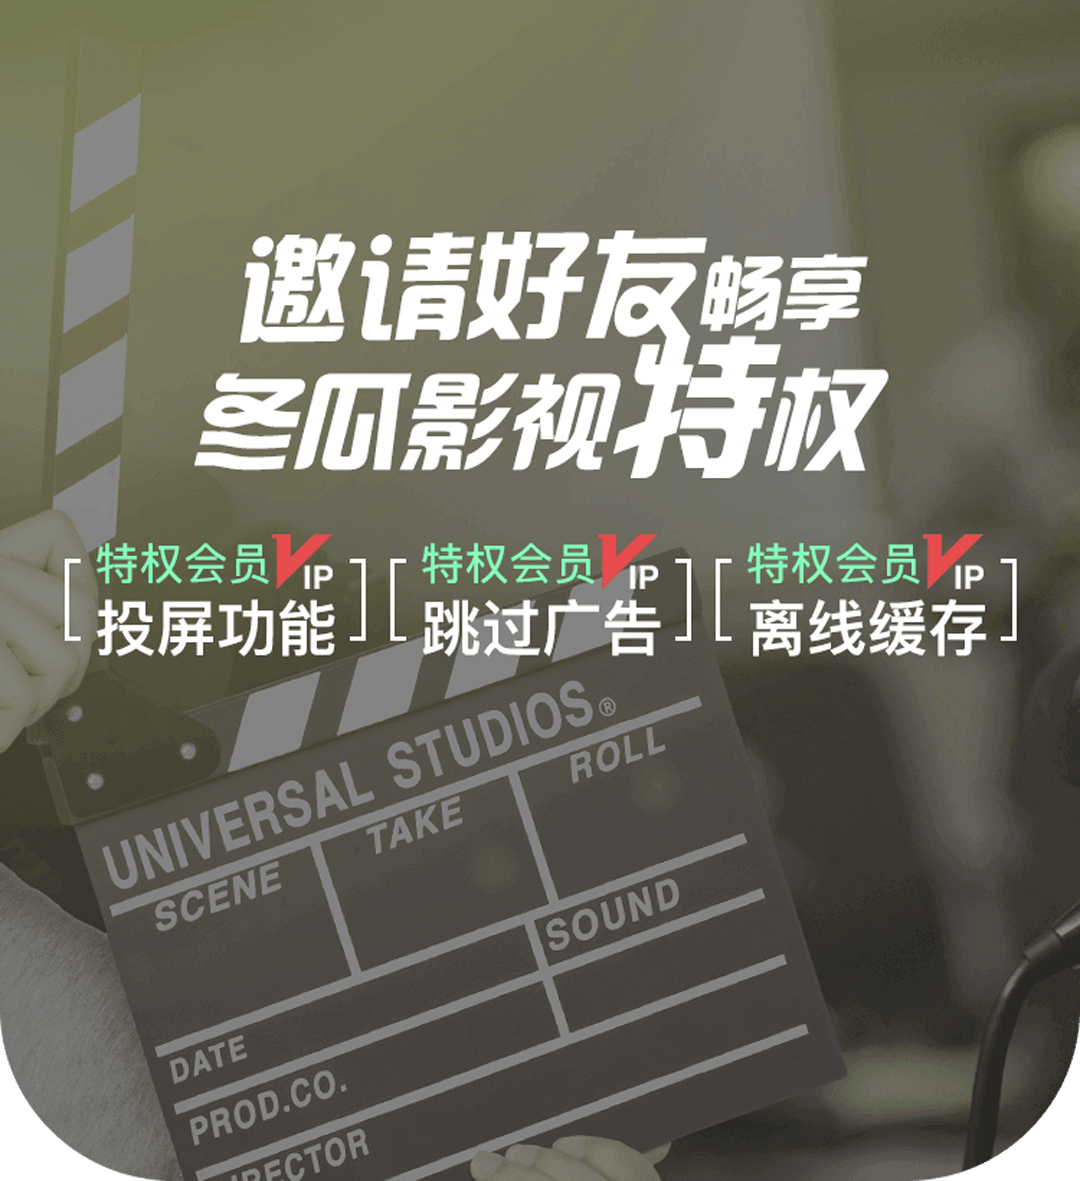 邀请好友畅享
冬瓜影视特权
特权会员VIP
投屏功能
特权会员VIP
跳过广告
特权会员VIP
离线缓存
UNIVERSAL STUDIOS®
SCENE
TAKE
ROLL
SOUND
DATE
PROD.CO.
DIRECTOR